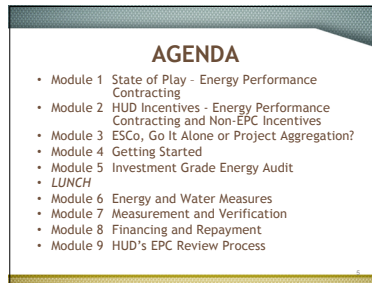 AGENDA
• Module 1 State of Play – Energy Performance
Contracting
• Module 2 HUD Incentives - Energy Performance
Contracting and Non-EPC Incentives
• Module 3 ESCo, Go It Alone or Project Aggregation?
• Module 4 Getting Started
• Module 5 Investment Grade Energy Audit
• LUNCH
• Module 6 Energy and Water Measures
• Module 7 Measurement and Verification
• Module 8 Financing and Repayment
• Module 9 HUD's EPC Review Process
5